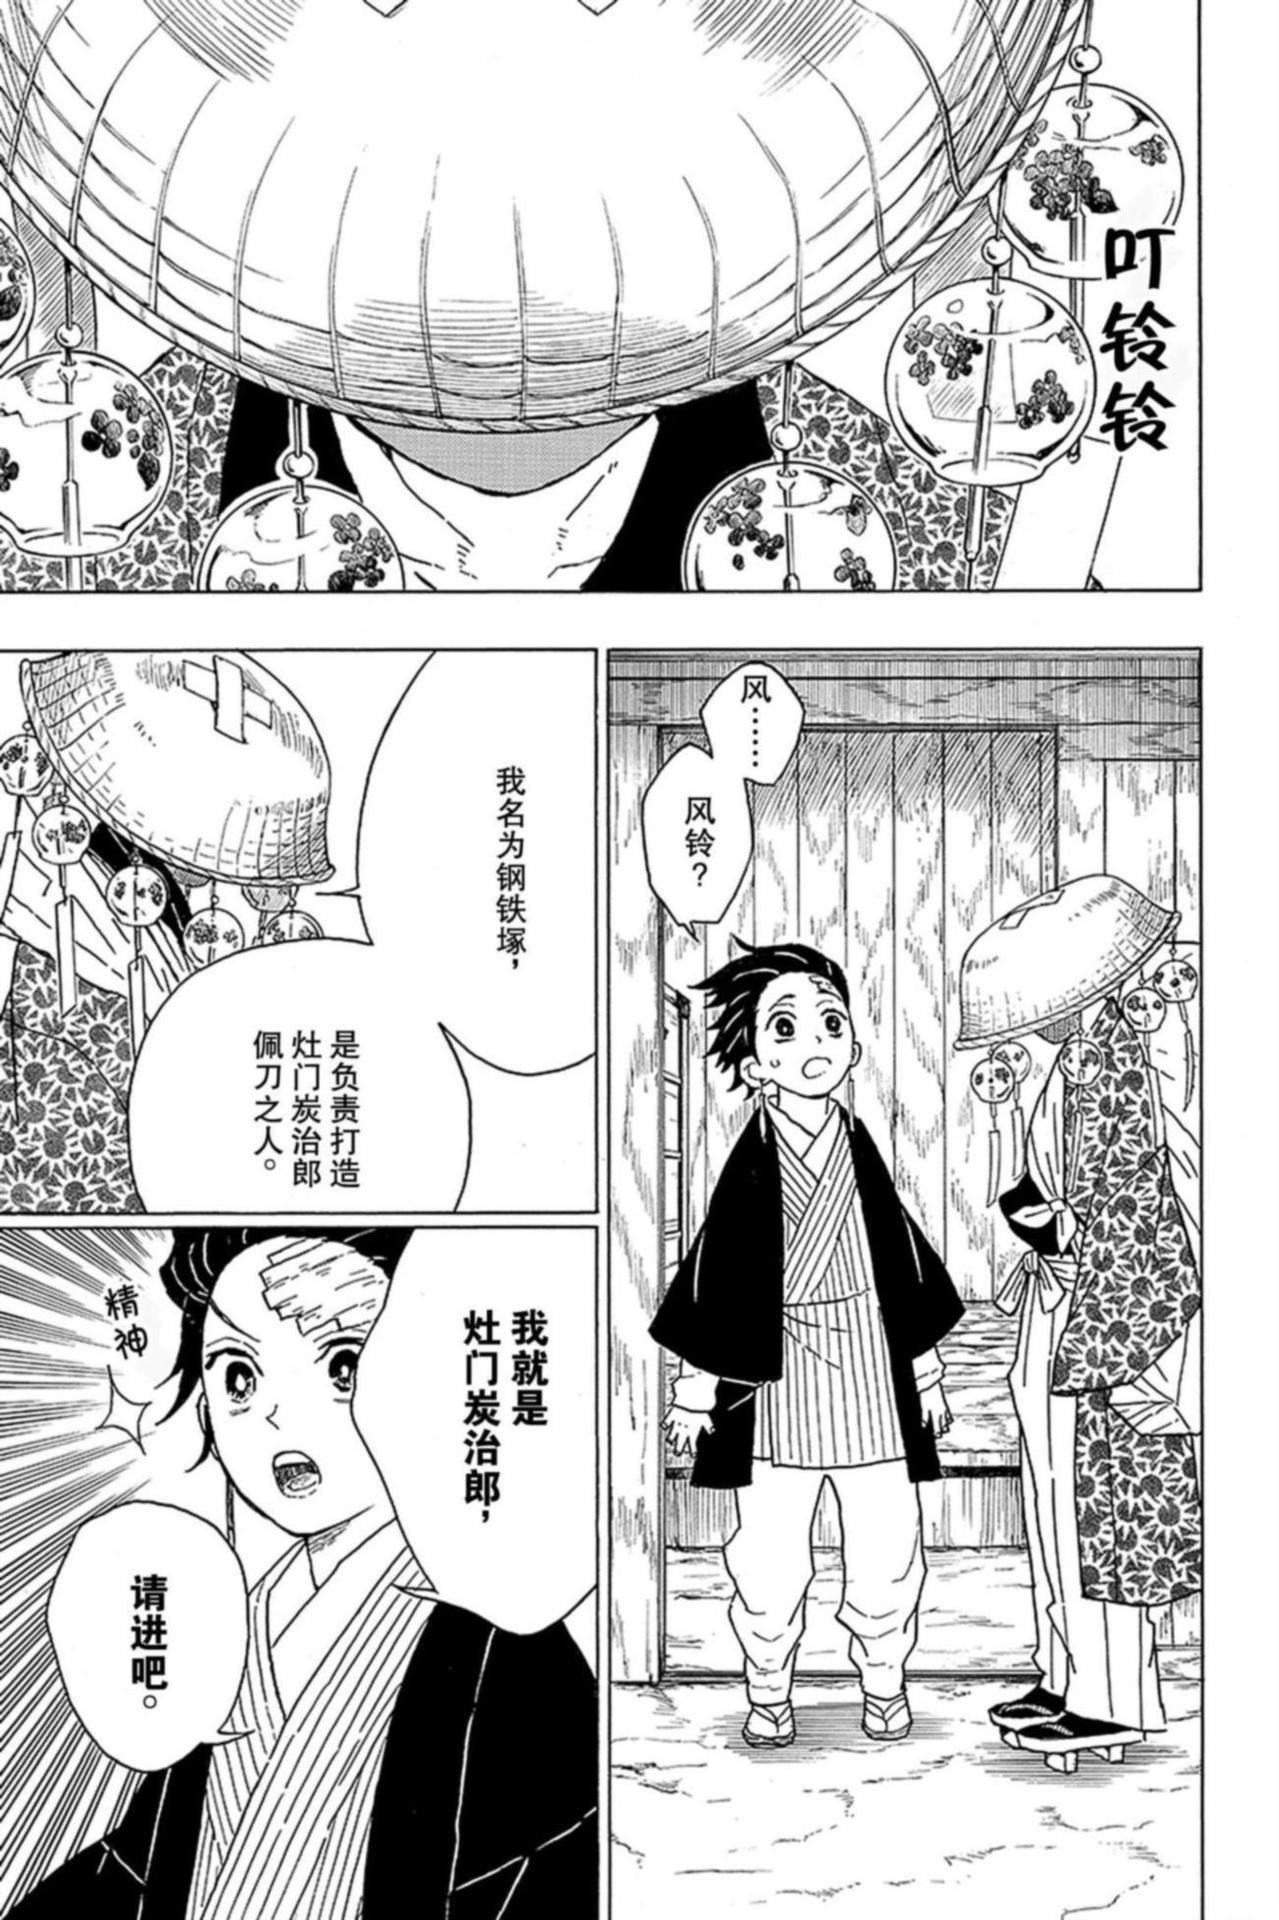 叮铃铃
风……
风铃？
我名为钢铁塚，
是负责打造
灶门炭治郎
佩刀之人。
我就是
灶门炭治郎，
精神
请进吧。